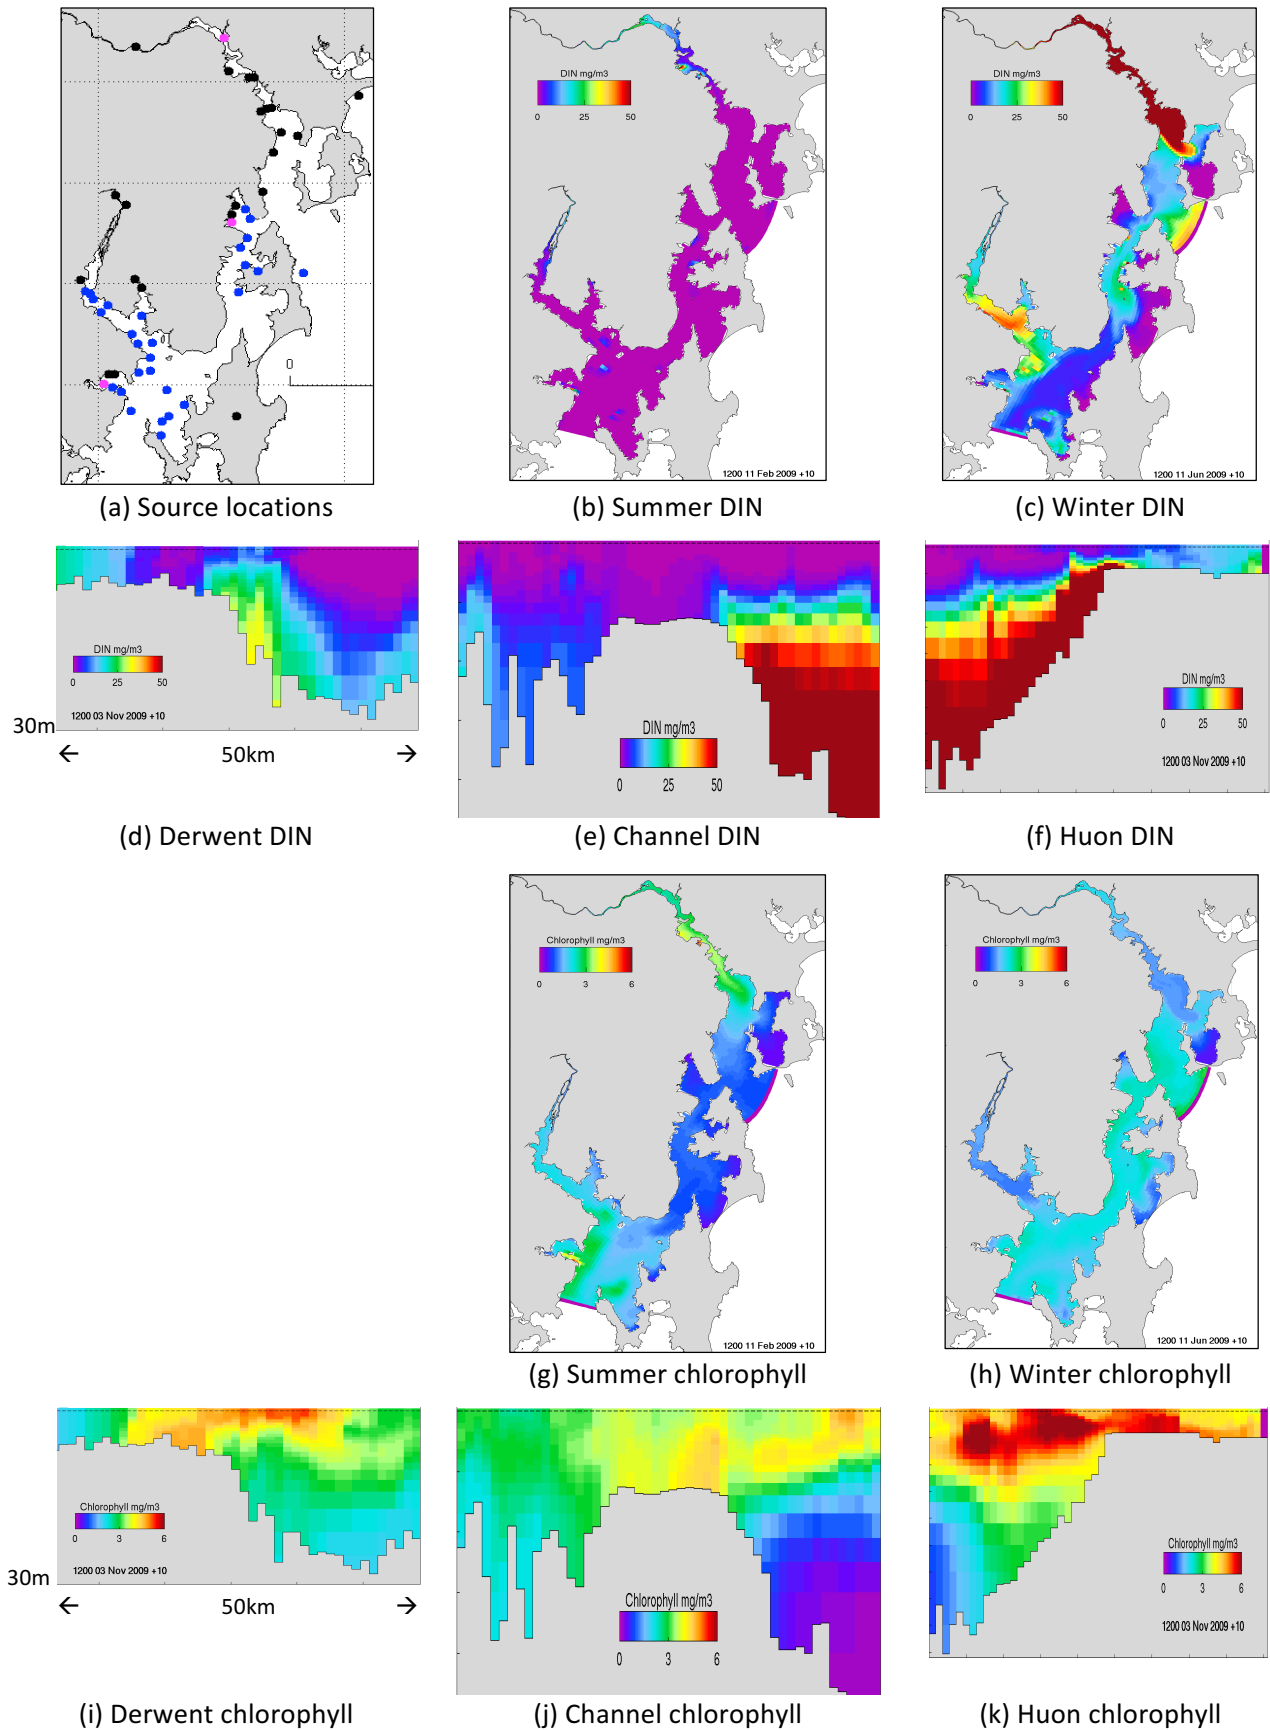 DIN mg/m3
0 25 50
1200 11 Feb 2009 +10
DIN mg/m3
0 25 50
1200 11 Jun 2009 +10
0
(a) Source locations
(b) Summer DIN
(c) Winter DIN
DIN mg/m3
0 25 50
1200 03 Nov 2009 +10
30m
← 50km →
DIN mg/m3
0 25 50
DIN mg/m3
0 25 50
1200 03 Nov 2009 +10
(d) Derwent DIN
(e) Channel DIN
(f) Huon DIN
Chlorophyll mg/m3
0 3 6
1200 11 Feb 2009 +10
Chlorophyll mg/m3
0 3 6
1200 11 Jun 2009 +10
(g) Summer chlorophyll
(h) Winter chlorophyll
Chlorophyll mg/m3
0 3 6
1200 03 Nov 2009 +10
30m
← 50km →
Chlorophyll mg/m3
0 3 6
Chlorophyll mg/m3
0 3 6
1200 03 Nov 2009 +10
(i) Derwent chlorophyll
(j) Channel chlorophyll
(k) Huon chlorophyll